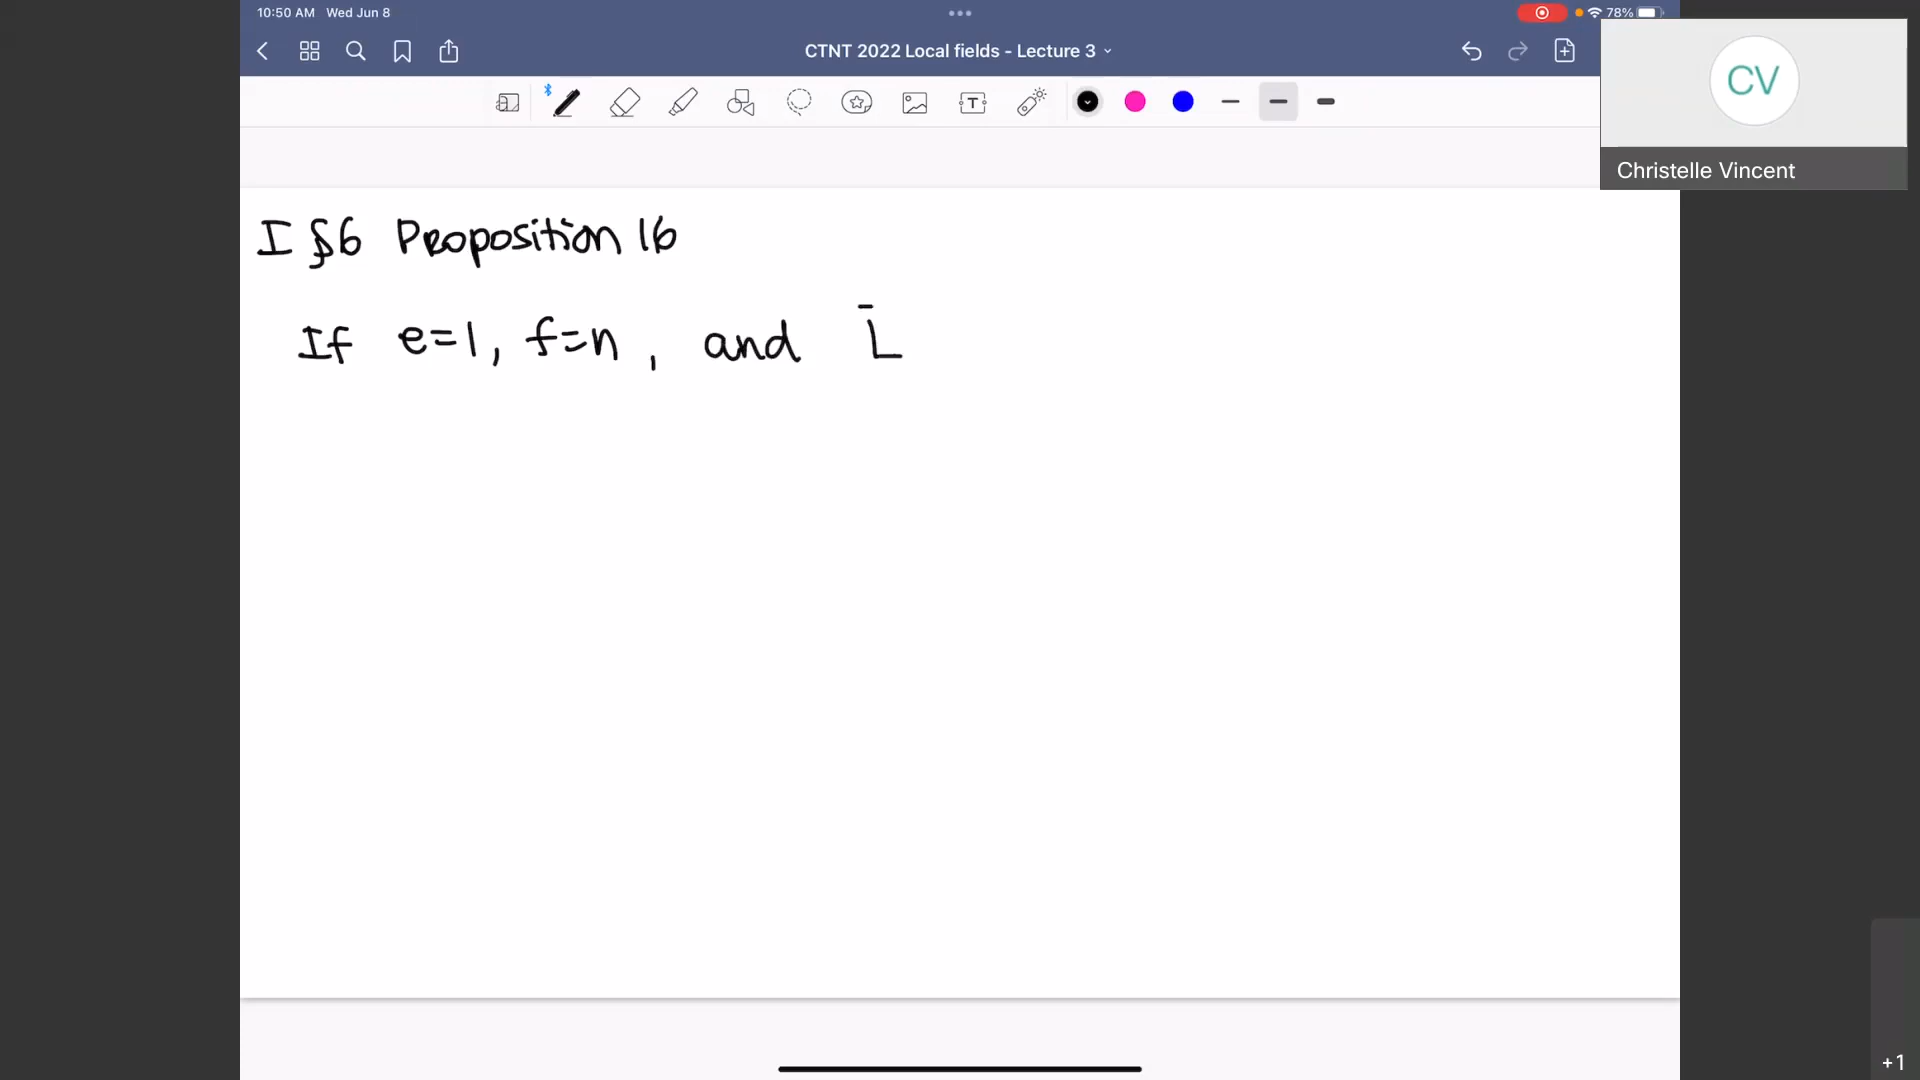 10:50 AM Wed Jun 8
78%
CTNT 2022 Local fields - Lecture 3
T
CV
Christelle Vincent
I §6 Proposition 16
If e=1, f=n, and L̄
+1